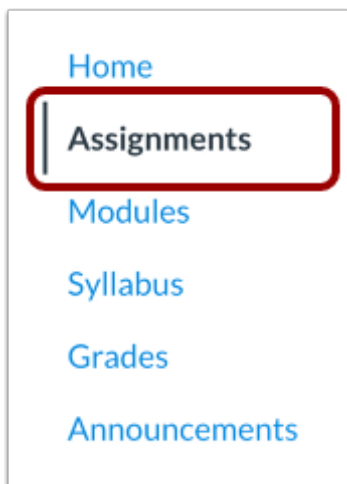 Home
Assignments
Modules
Syllabus
Grades
Announcements